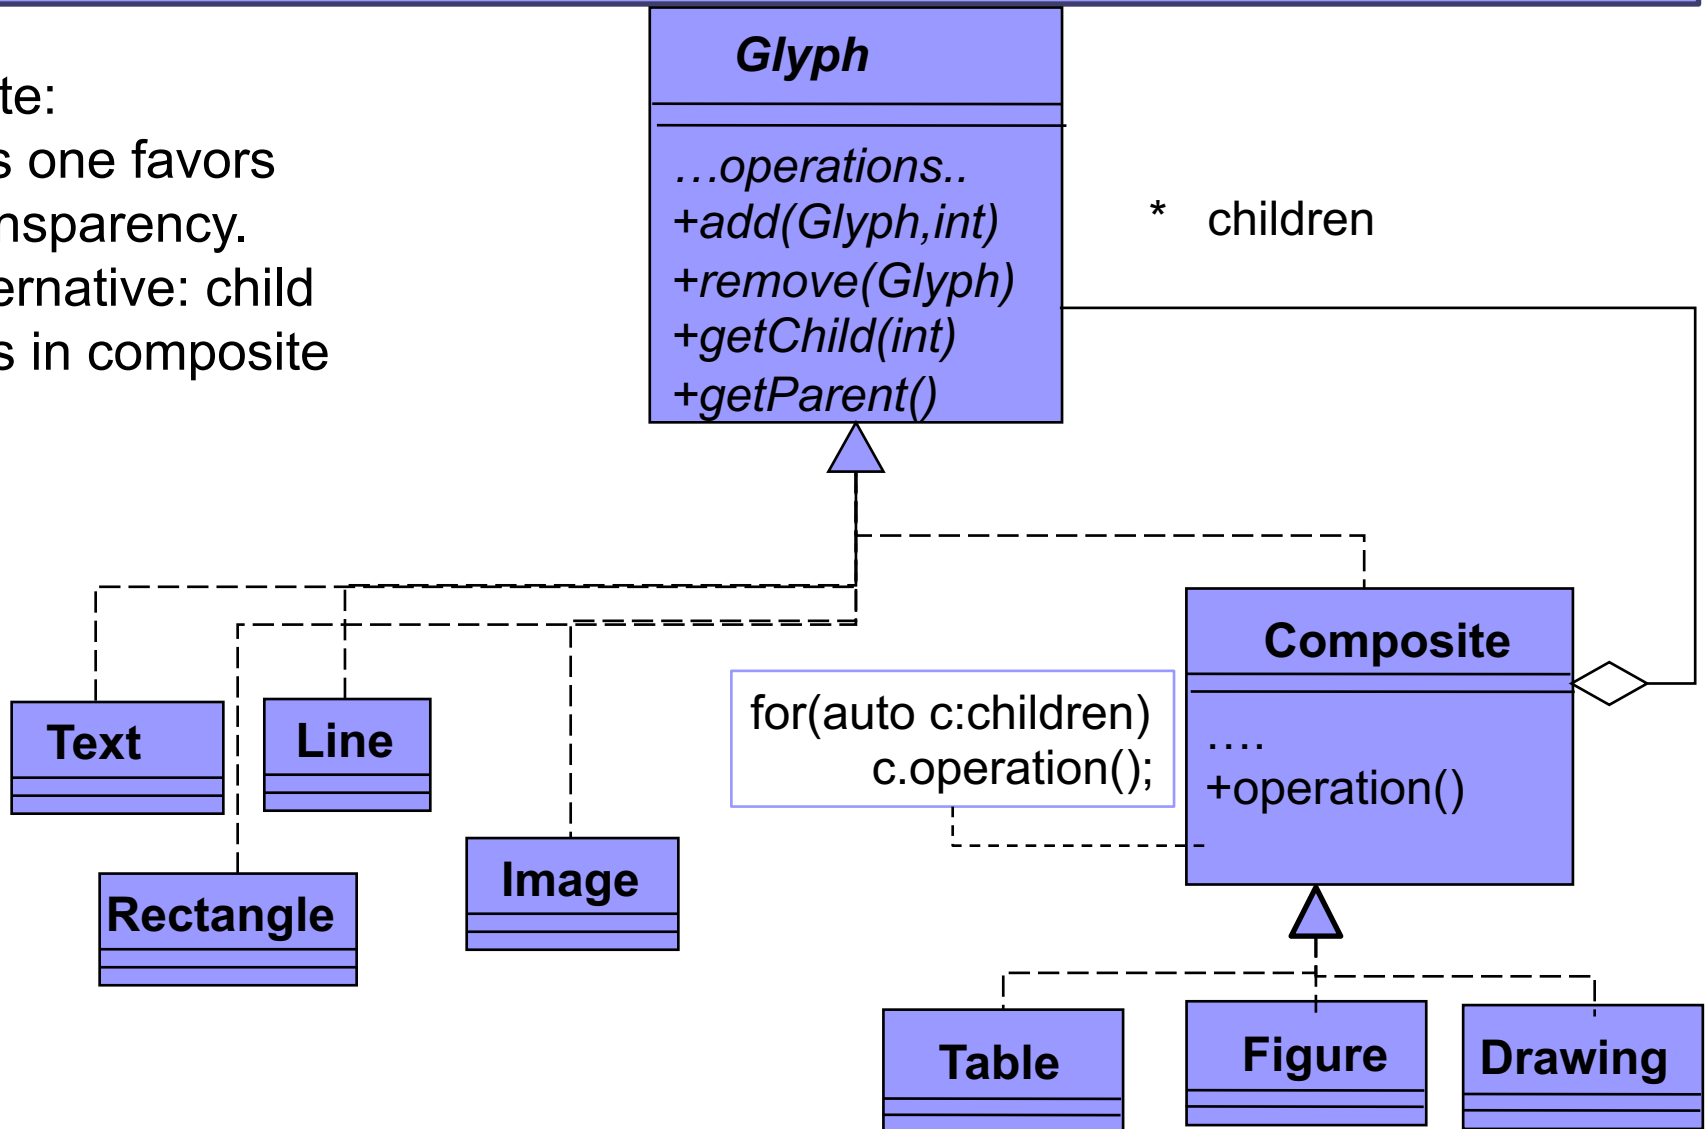 Glyph
…operations..
+add(Glyph,int)
+remove(Glyph)
+getChild(int)
+getParent()
te:
s one favors
nsparency.
ernative: child
s in composite
* children
Composite
….
+operation()
for(auto c:children)
c.operation();
Text
Line
Rectangle
Image
Table
Figure
Drawing